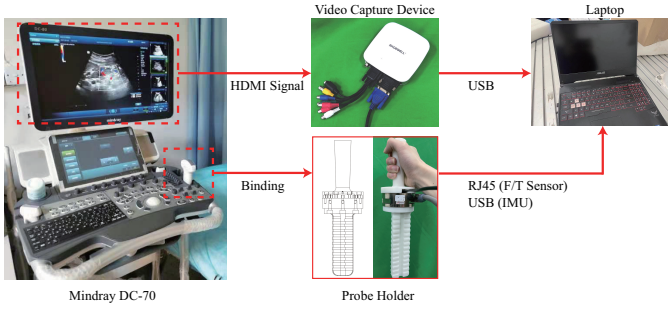 Video Capture Device
Laptop
HDMI Signal
USB
Binding
RJ45 (F/T Sensor)
USB (IMU)
Mindray DC-70
Probe Holder